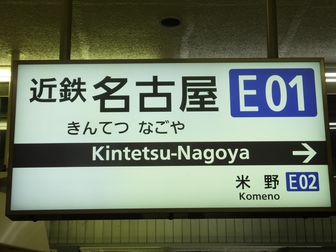 近鉄名古屋 E01
きんてつ なごや
Kintetsu-Nagoya →
米野 E02
Komeno